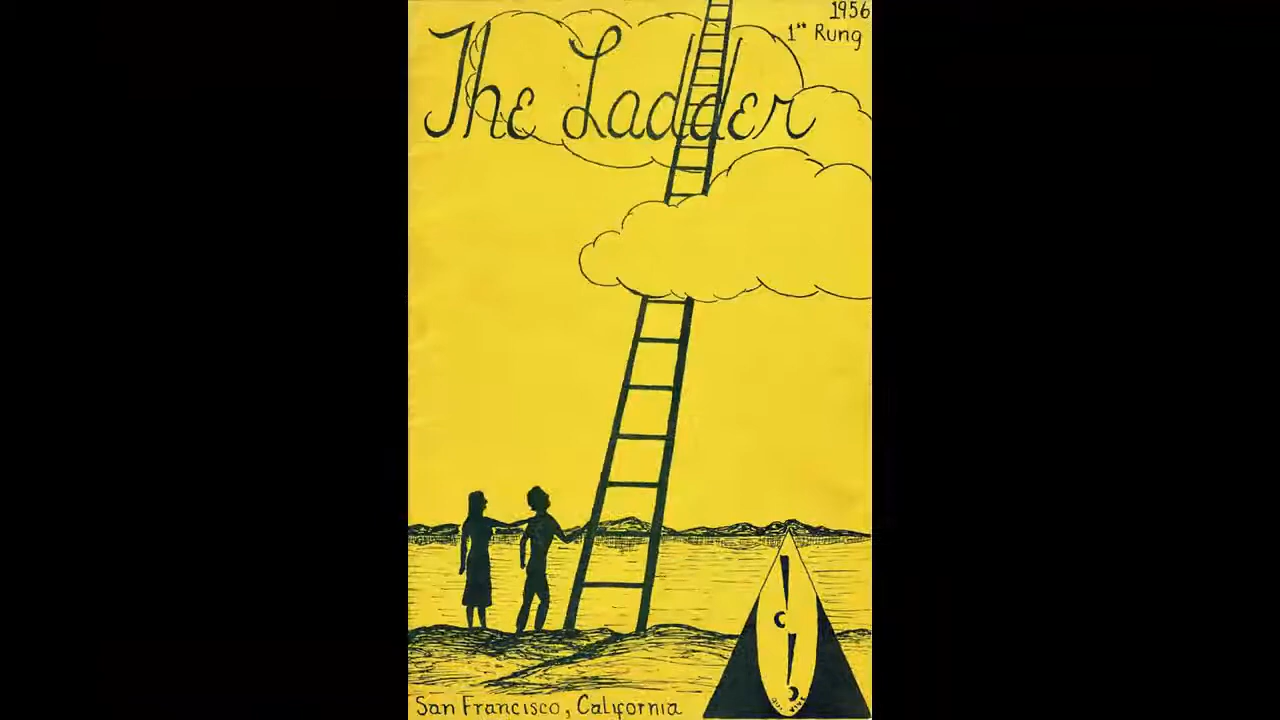 1956
1st Rung
The Ladder
San Francisco, California